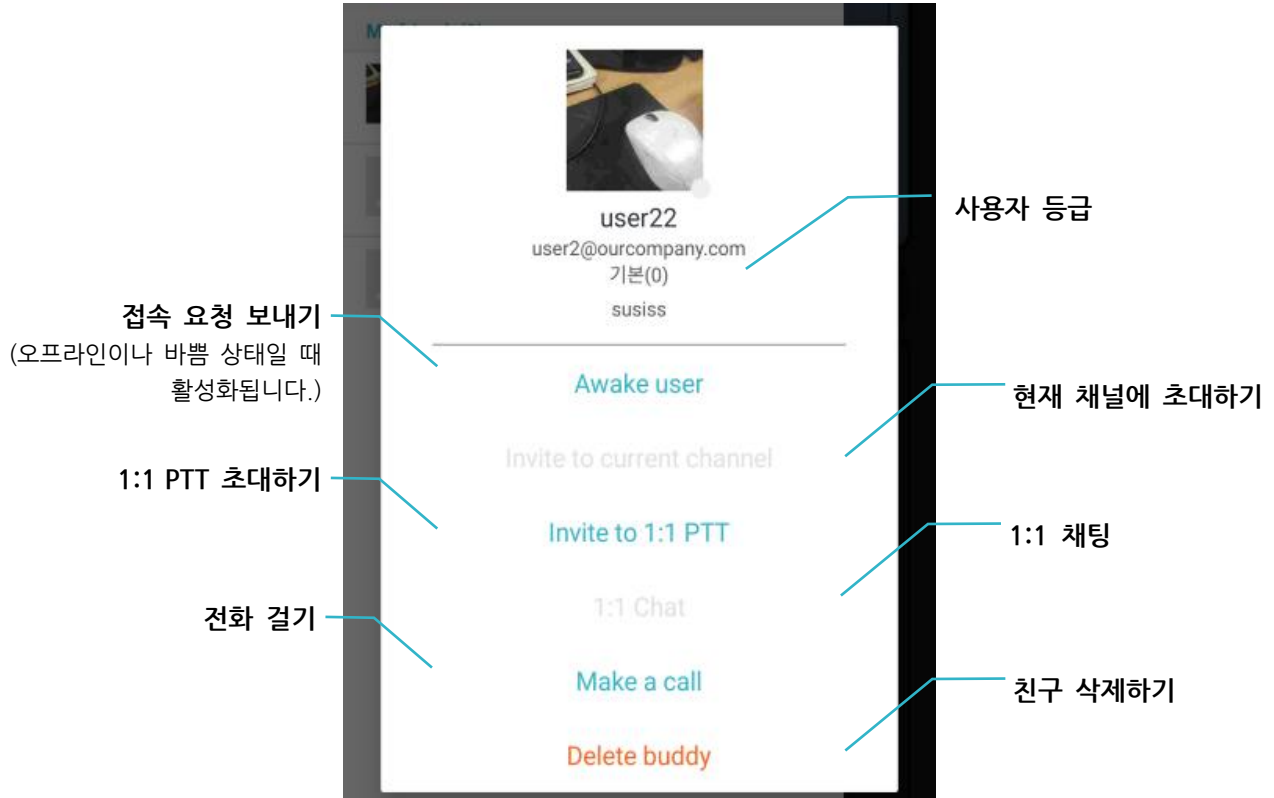 user22
user2@ourcompany.com
기본(0)
susiss
사용자 등급
접속 요청 보내기
(오프라인이나 바쁨 상태일 때
활성화됩니다.)
Awake user
현재 채널에 초대하기
Invite to current channel
1:1 PTT 초대하기
Invite to 1:1 PTT
1:1 채팅
1:1 Chat
전화 걸기
Make a call
친구 삭제하기
Delete buddy